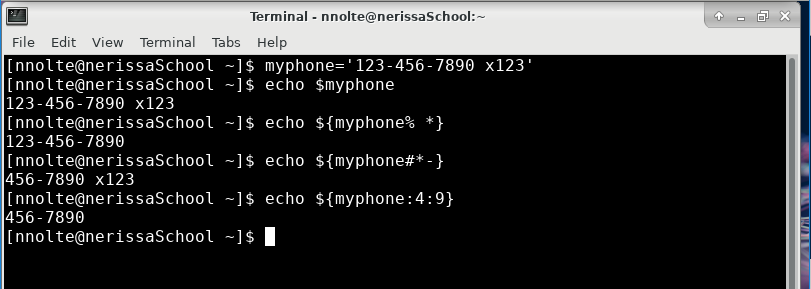 Terminal - nnolte@nerissaSchool:~
File Edit View Terminal Tabs Help
[nnolte@nerissaSchool ~]$ myphone='123-456-7890 x123'
[nnolte@nerissaSchool ~]$ echo $myphone
123-456-7890 x123
[nnolte@nerissaSchool ~]$ echo ${myphone% *}
123-456-7890
[nnolte@nerissaSchool ~]$ echo ${myphone#*-}
456-7890 x123
[nnolte@nerissaSchool ~]$ echo ${myphone:4:9}
456-7890
[nnolte@nerissaSchool ~]$